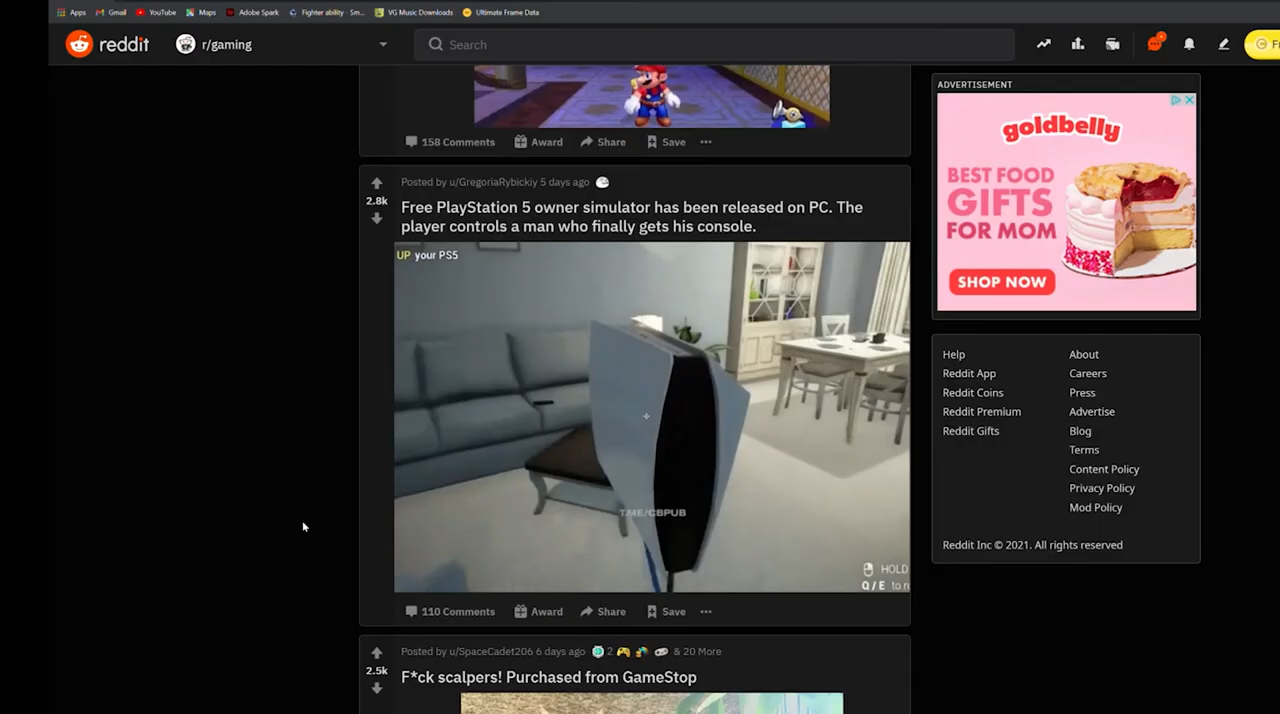 Apps Gmail YouTube Maps Adobe Spark Fighter ability – Sm... VG Music Downloads Ultimate Frame Data
reddit r/gaming Search
158 Comments Award Share Save
Posted by u/GregoriaRybickiy 5 days ago
2.8k
Free PlayStation 5 owner simulator has been released on PC. The
player controls a man who finally gets his console.
UP your PS5
T.ME/CBPUB
HOLD
Q / E to
110 Comments Award Share Save
Posted by u/SpaceCadet206 6 days ago 2 & 20 More
2.5k
F*ck scalpers! Purchased from GameStop
ADVERTISEMENT
goldbelly
BEST FOOD
GIFTS
FOR MOM
SHOP NOW
Help About
Reddit App Careers
Reddit Coins Press
Reddit Premium Advertise
Reddit Gifts Blog
Terms
Content Policy
Privacy Policy
Mod Policy
Reddit Inc © 2021. All rights reserved